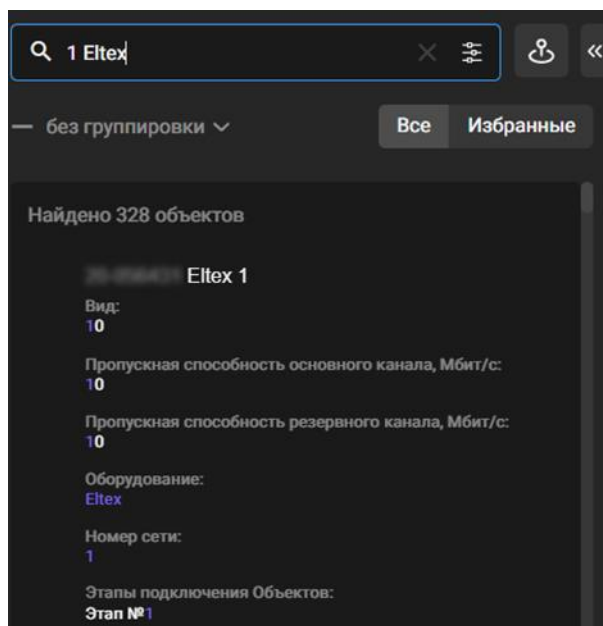 1 Eltex
без группировки
Все Избранные
Найдено 328 объектов
Eltex 1
Вид:
10
Пропускная способность основного канала, Мбит/с:
10
Пропускная способность резервного канала, Мбит/с:
10
Оборудование:
Eltex
Номер сети:
1
Этапы подключения Объектов:
Этап №1